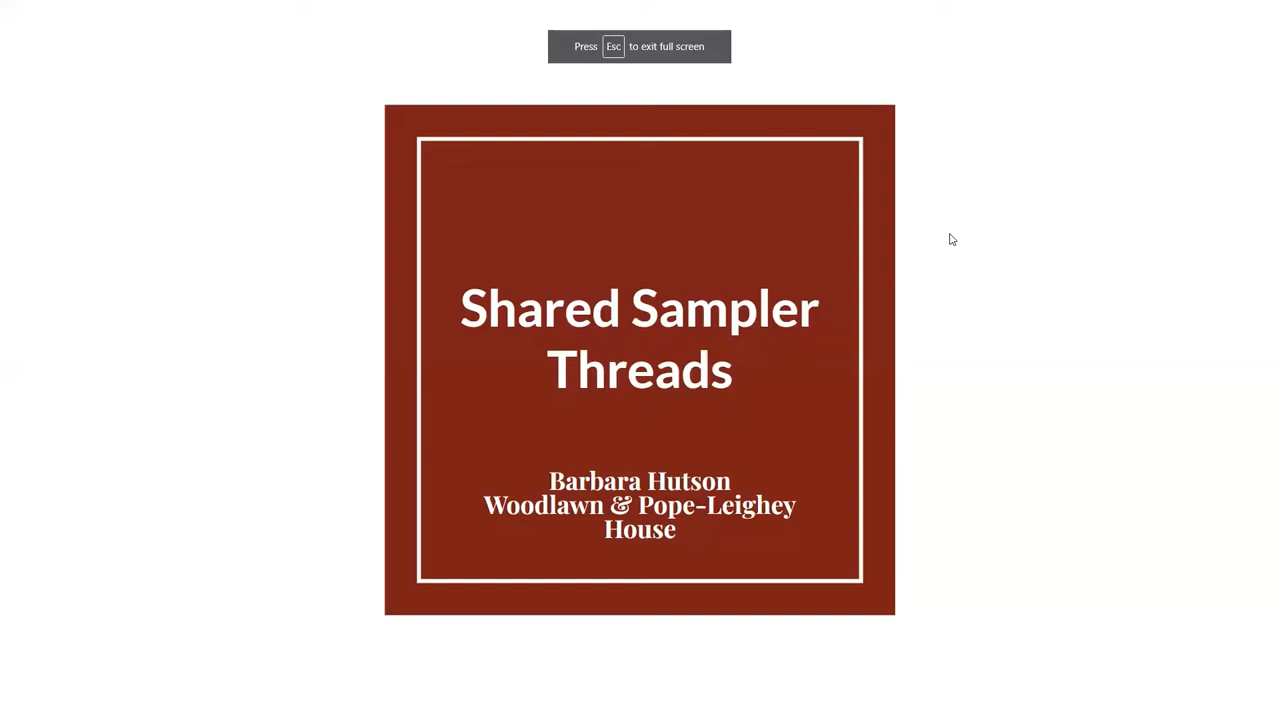 Press Esc to exit full screen
Shared Sampler
Threads
Barbara Hutson
Woodlawn & Pope-Leighey
House